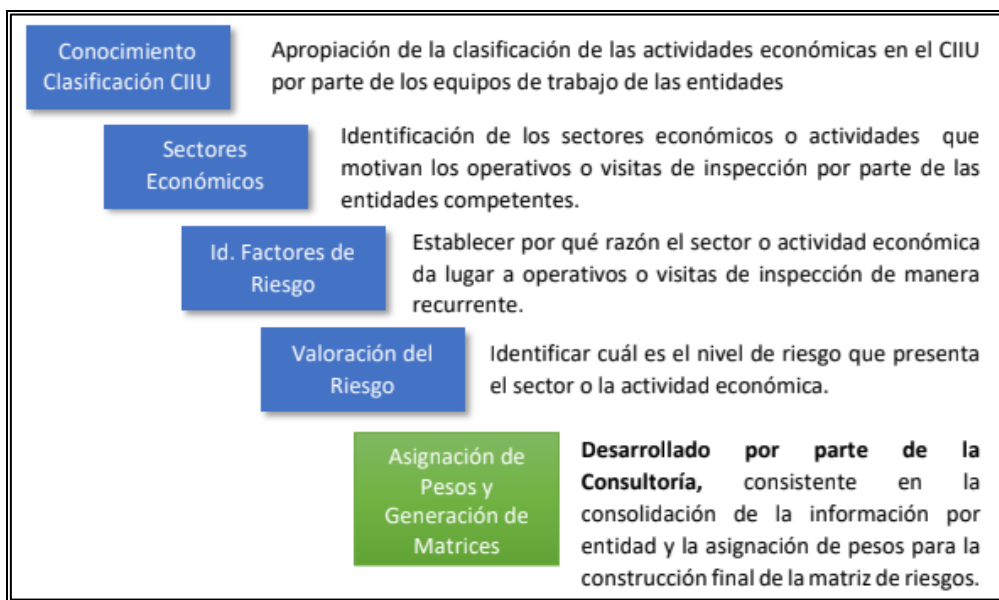 Conocimiento
Clasificación CIIU
Apropiación de la clasificación de las actividades económicas en el CIIU
por parte de los equipos de trabajo de las entidades
Sectores
Económicos
Identificación de los sectores económicos o actividades que
motivan los operativos o visitas de inspección por parte de las
entidades competentes.
Id. Factores de
Riesgo
Establecer por qué razón el sector o actividad económica
da lugar a operativos o visitas de inspección de manera
recurrente.
Valoración del
Riesgo
Identificar cuál es el nivel de riesgo que presenta
el sector o la actividad económica.
Asignación de
Pesos y
Generación de
Matrices
Desarrollado por parte de la
Consultoría, consistente en la
consolidación de la información por
entidad y la asignación de pesos para la
construcción final de la matriz de riesgos.